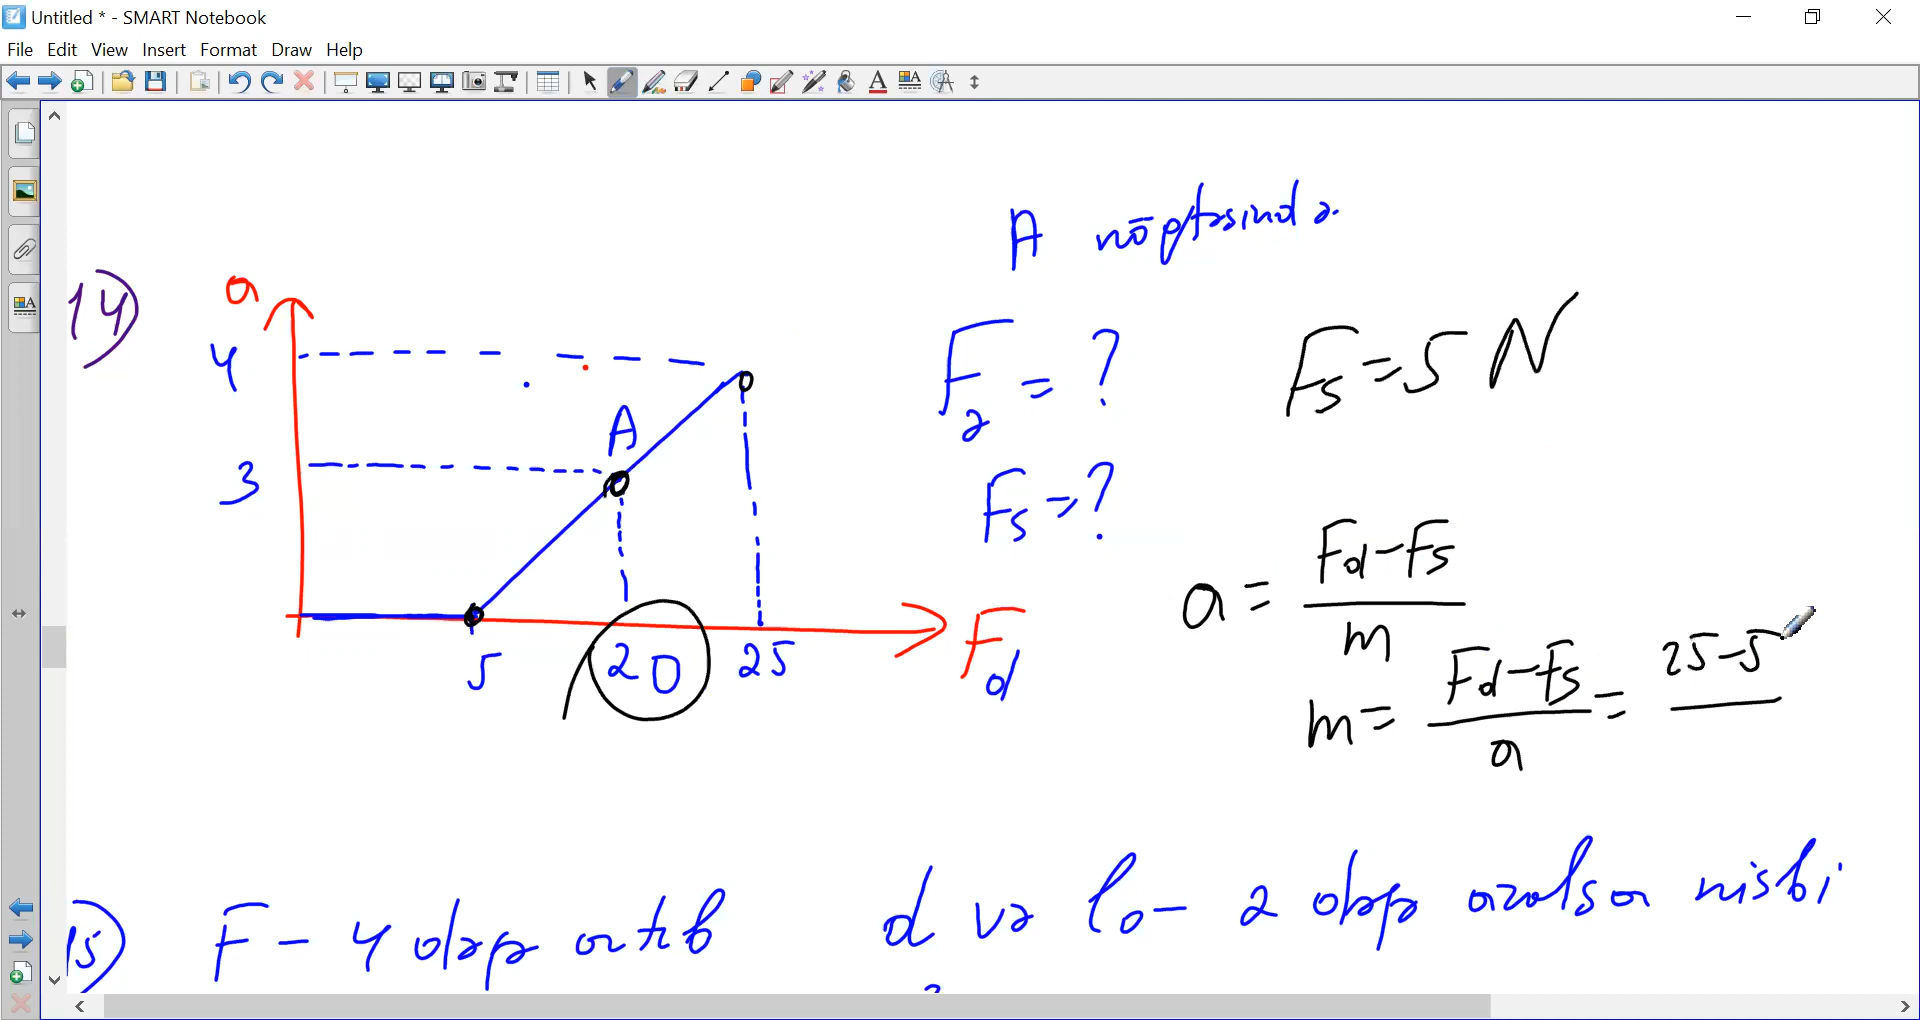 Untitled * - SMART Notebook
File Edit View Insert Format Draw Help
A nöqtəsində
14)
a
4
3
A
5
20
25
Fd
F₂ = ?
Fs = ?
Fs = 5 N
a = (Fd - Fs) / m
m = (Fd - Fs) / a = 25 - 5
15) F - 4 dəfə artıb
d və l₀ - 2 dəfə azalsa nisbi